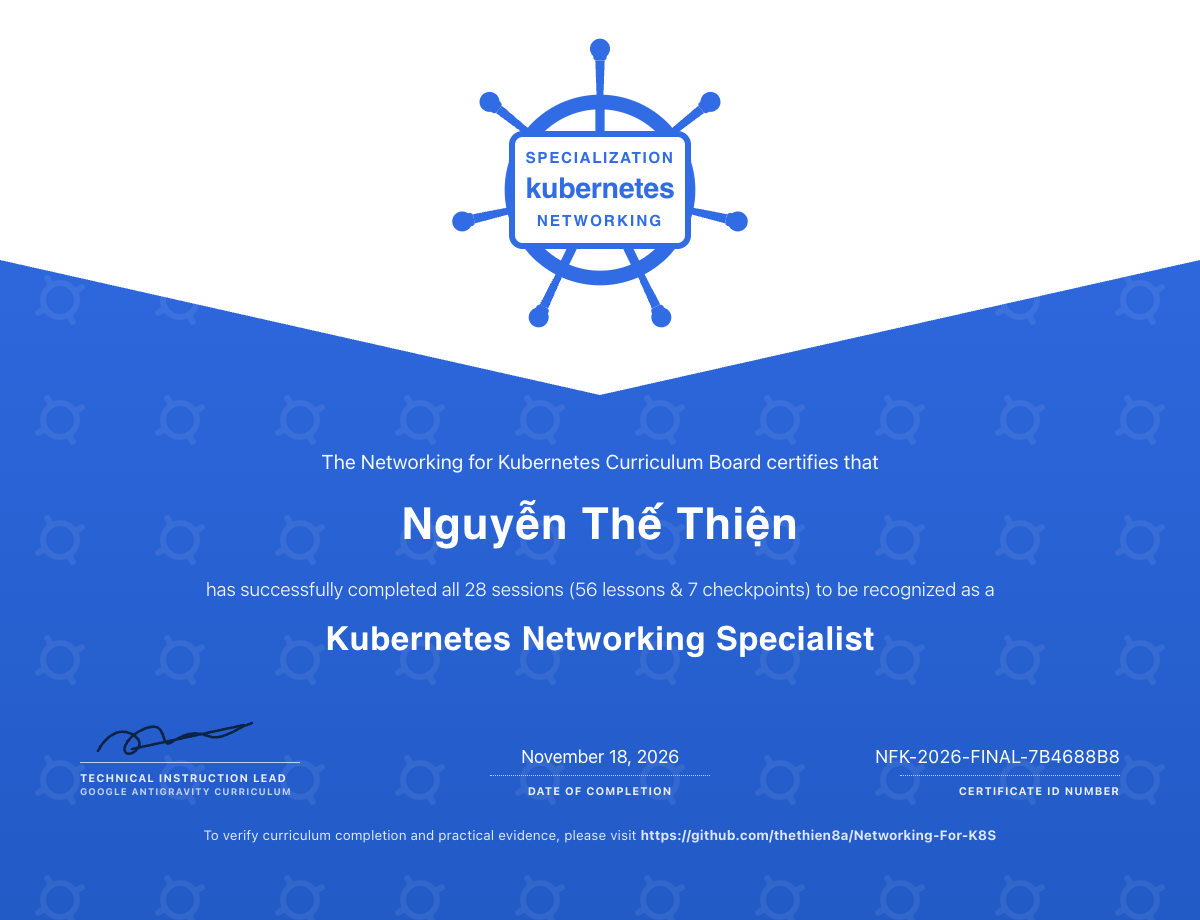 SPECIALIZATION
kubernetes
NETWORKING
The Networking for Kubernetes Curriculum Board certifies that
Nguyễn Thế Thiện
has successfully completed all 28 sessions (56 lessons & 7 checkpoints) to be recognized as a
Kubernetes Networking Specialist
TECHNICAL INSTRUCTION LEAD
GOOGLE ANTIGRAVITY CURRICULUM
November 18, 2026
DATE OF COMPLETION
NFK-2026-FINAL-7B4688B8
CERTIFICATE ID NUMBER
To verify curriculum completion and practical evidence, please visit https://github.com/thethien8a/Networking-For-K8S